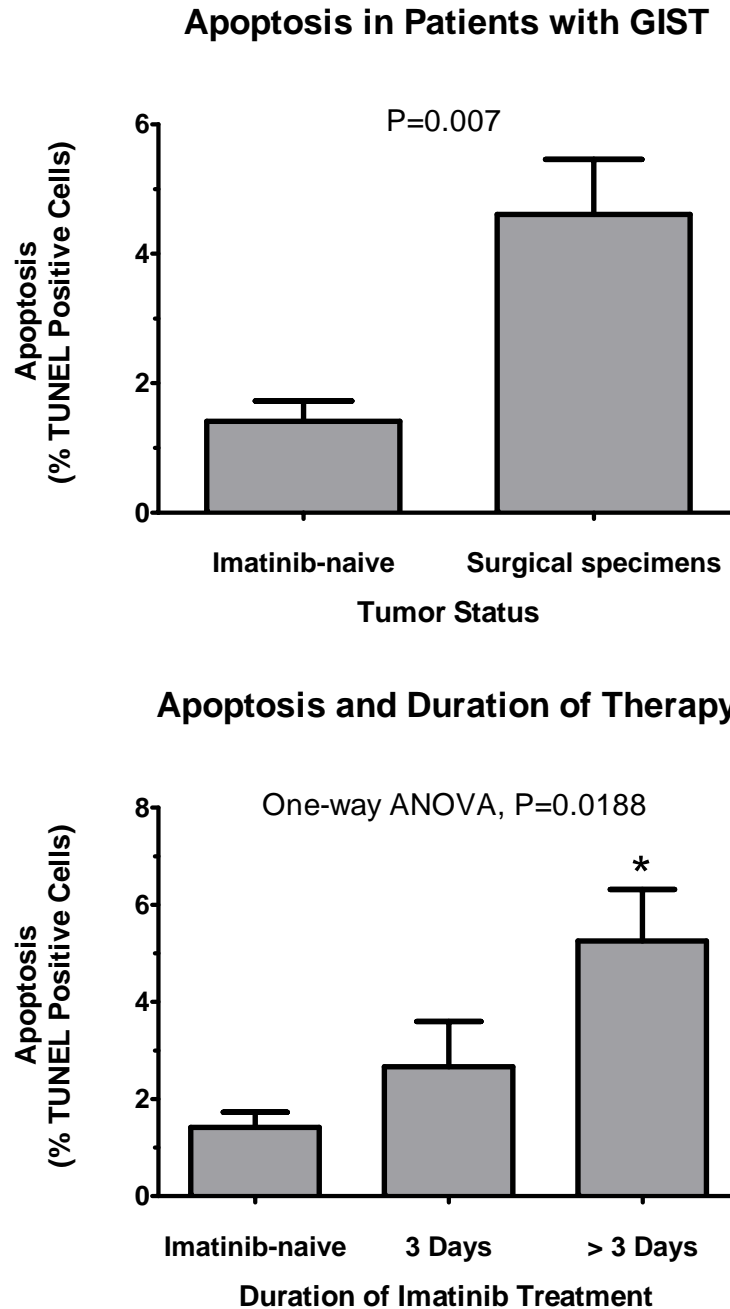 Apoptosis in Patients with GIST
P=0.007
6
4
2
0
Apoptosis
(% TUNEL Positive Cells)
Imatinib-naive Surgical specimens
Tumor Status
Apoptosis and Duration of Therapy
One-way ANOVA, P=0.0188
*
8
6
4
2
0
Apoptosis
(% TUNEL Positive Cells)
Imatinib-naive 3 Days > 3 Days
Duration of Imatinib Treatment